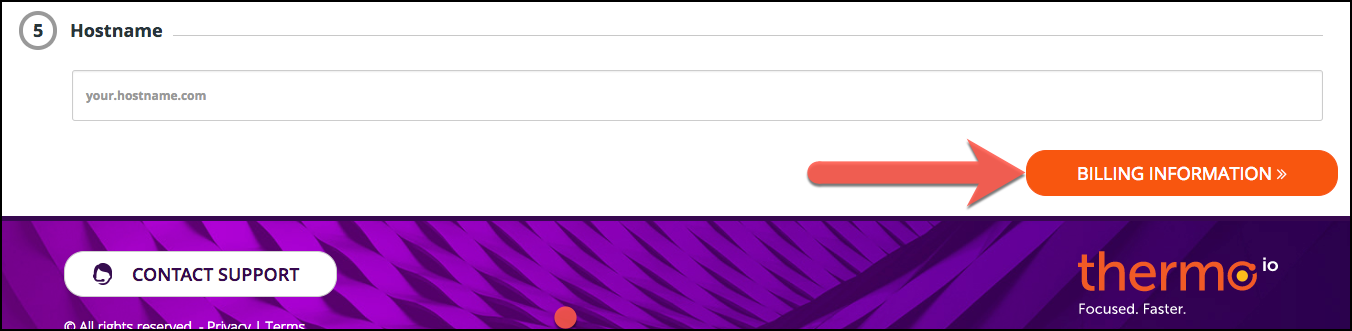 5 Hostname
your.hostname.com
BILLING INFORMATION »
CONTACT SUPPORT
thermo io
Focused. Faster.
© All rights reserved. - Privacy | Terms